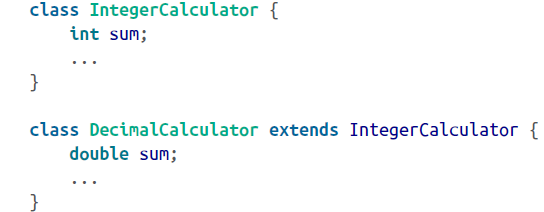 class IntegerCalculator {
    int sum;
    ...
}

class DecimalCalculator extends IntegerCalculator {
    double sum;
    ...
}